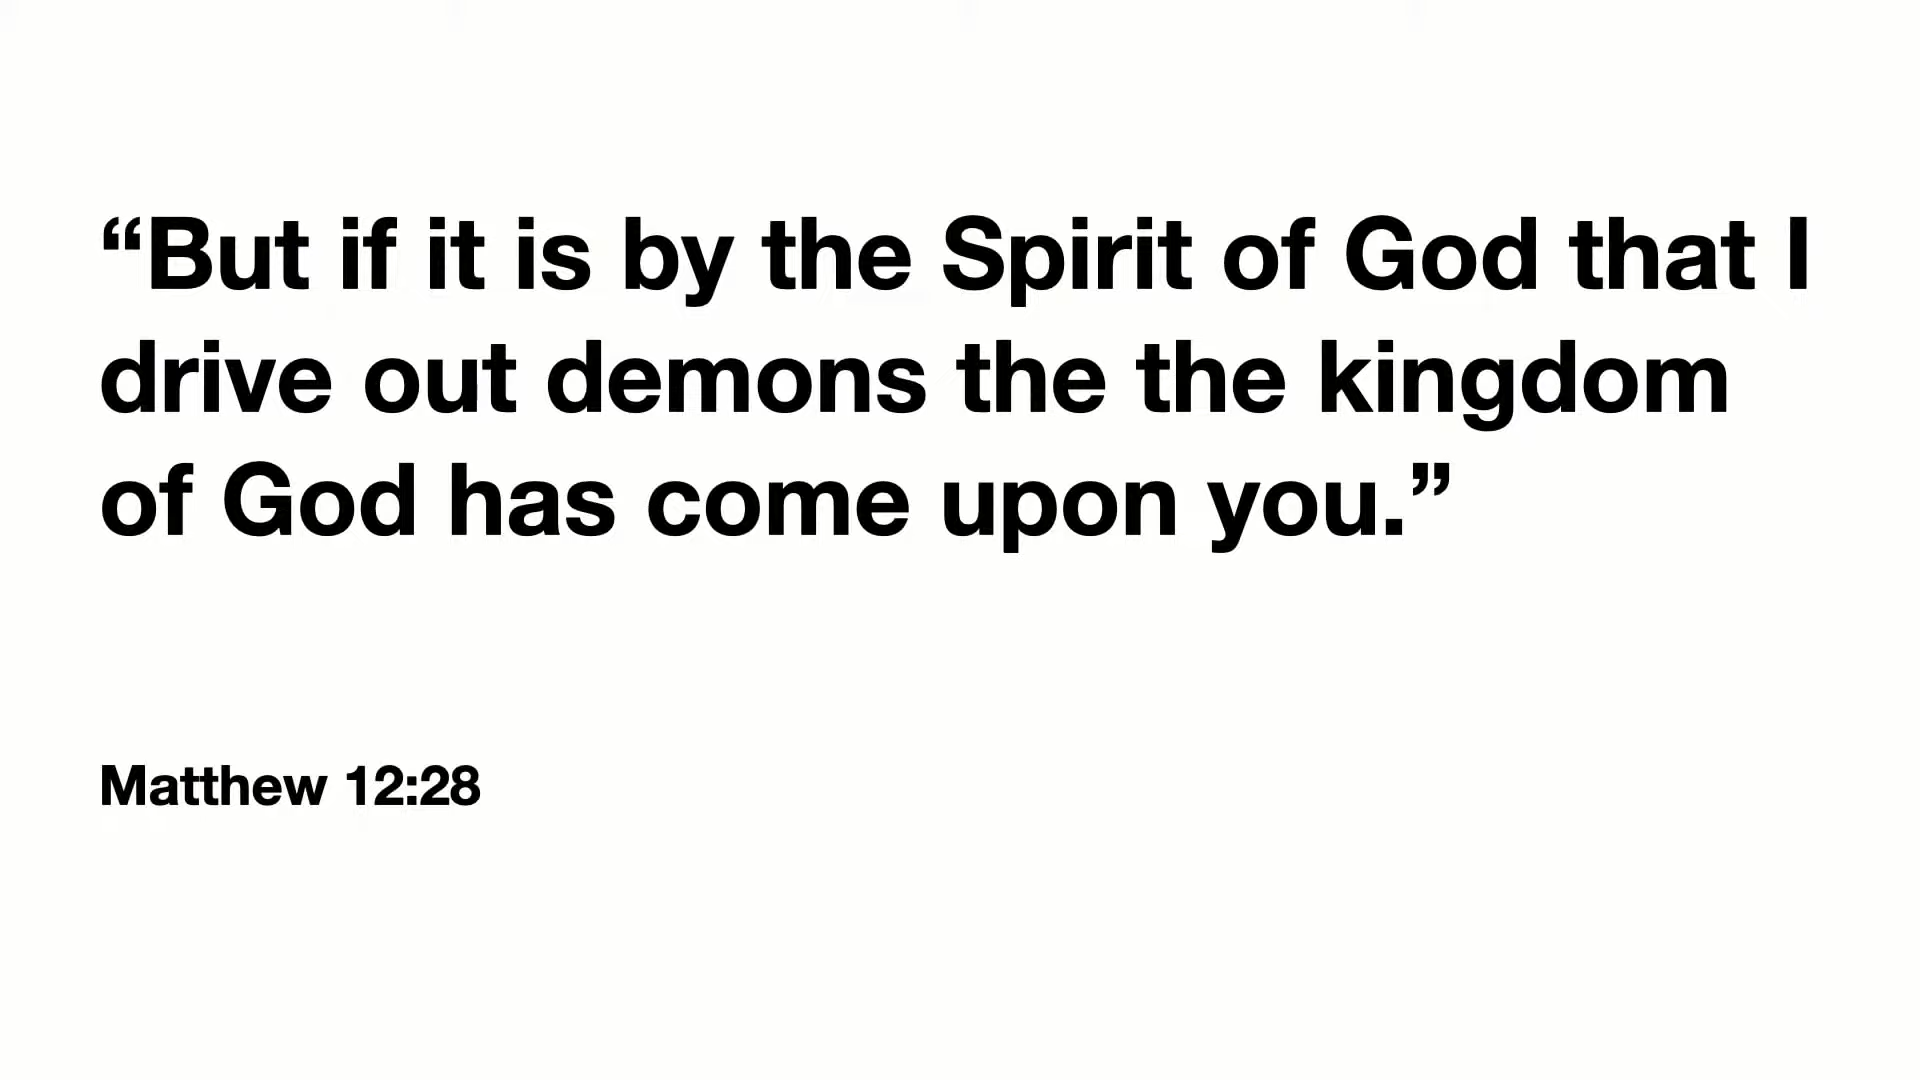 “But if it is by the Spirit of God that I
drive out demons the the kingdom
of God has come upon you.”
Matthew 12:28